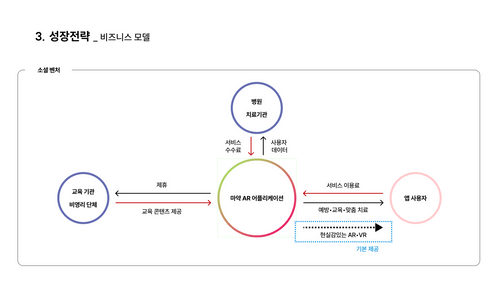 3. 성장전략 _ 비즈니스 모델
소셜 벤처
병원
치료기관
서비스
수수료
사용자
데이터
교육 기관
비영리 단체
제휴
교육 콘텐츠 제공
마약 AR 어플리케이션
서비스 이용료
예방•교육•맞춤 치료
현실감있는 AR•VR
기본 제공
앱 사용자